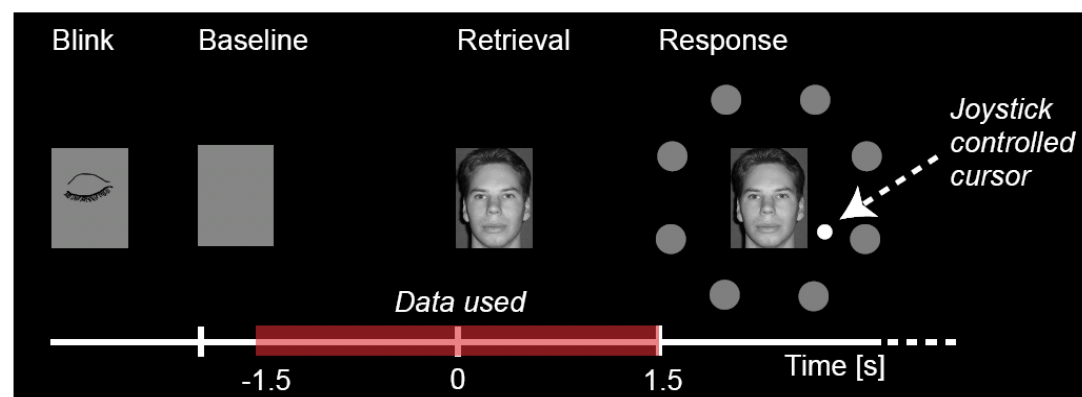 Blink Baseline Retrieval Response
Joystick
controlled
cursor
Data used
Time [s]
-1.5 0 1.5